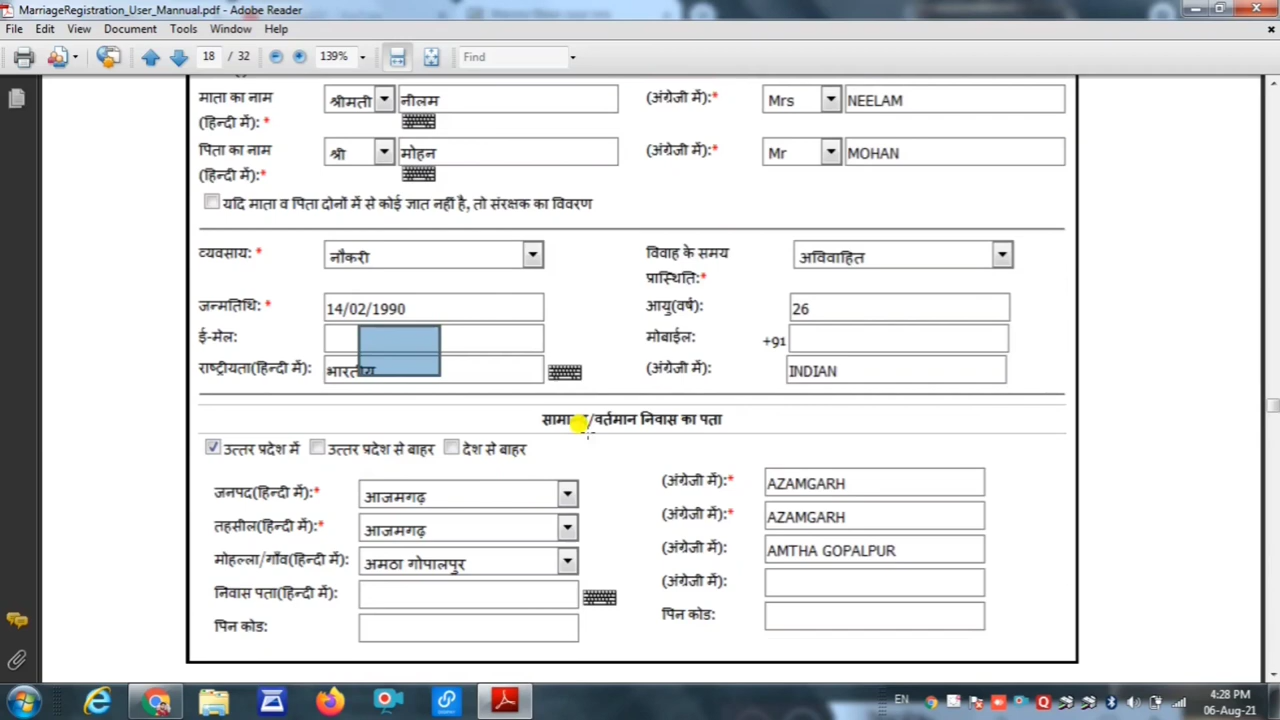 MarriageRegistration_User_Mannual.pdf - Adobe Reader
File Edit View Document Tools Window Help
18 / 32 139% Find
माता का नाम श्रीमती नीलम (अंग्रेजी में):* Mrs NEELAM
(हिन्दी में): *
पिता का नाम श्री मोहन (अंग्रेजी में):* Mr MOHAN
(हिन्दी में):*
यदि माता व पिता दोनों में से कोई ज्ञात नहीं है, तो संरक्षक का विवरण
व्यवसाय: * नौकरी विवाह के समय अविवाहित
प्रास्थिति:*
जन्मतिथि: * 14/02/1990 आयु(वर्ष): 26
ई-मेल: मोबाईल: +91
राष्ट्रीयता(हिन्दी में): भारतीय (अंग्रेजी में): INDIAN
सामान्य/वर्तमान निवास का पता
उत्तर प्रदेश में उत्तर प्रदेश से बाहर देश से बाहर
जनपद(हिन्दी में):* आजमगढ़ (अंग्रेजी में):* AZAMGARH
तहसील(हिन्दी में):* आजमगढ़ (अंग्रेजी में):* AZAMGARH
मोहल्ला/गाँव(हिन्दी में): अमठा गोपालपुर (अंग्रेजी में): AMTHA GOPALPUR
निवास पता(हिन्दी में): (अंग्रेजी में):
पिन कोड: पिन कोड:
EN 4:28 PM
06-Aug-21